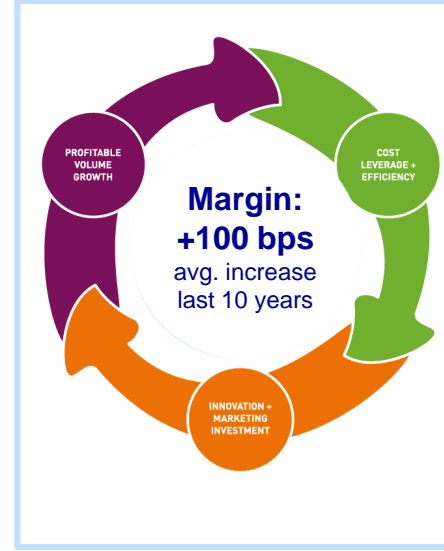 PROFITABLE
VOLUME
GROWTH
COST
LEVERAGE +
EFFICIENCY
Margin:
+100 bps
avg. increase
last 10 years
INNOVATION +
MARKETING
INVESTMENT